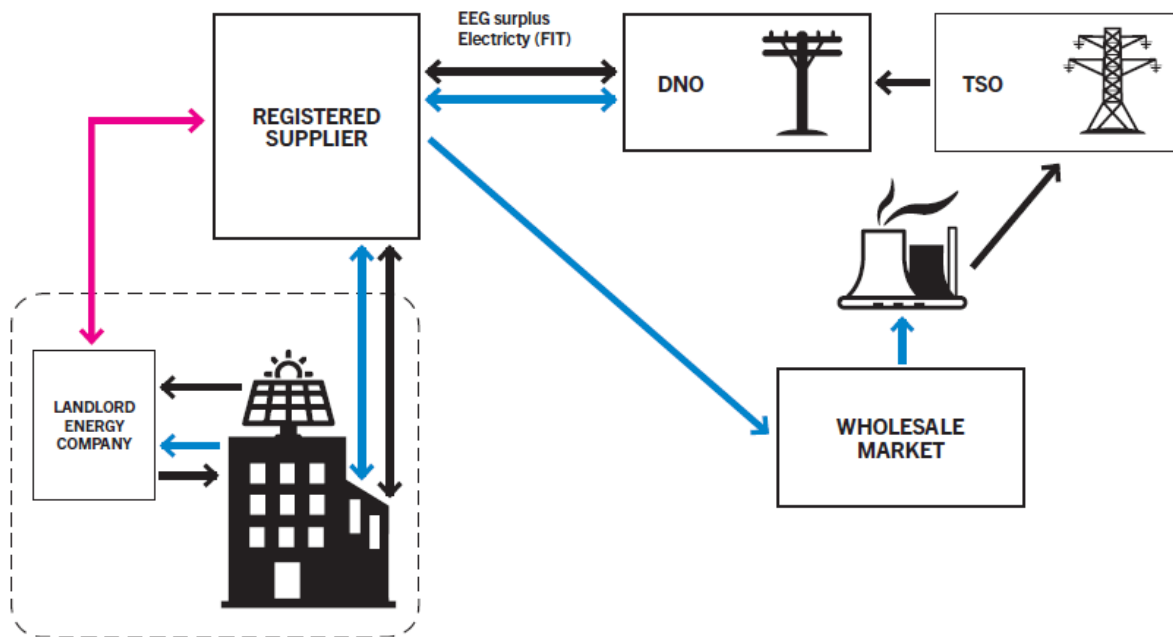 EEG surplus
Electricty (FIT)
REGISTERED
SUPPLIER
DNO
TSO
LANDLORD
ENERGY
COMPANY
WHOLESALE
MARKET